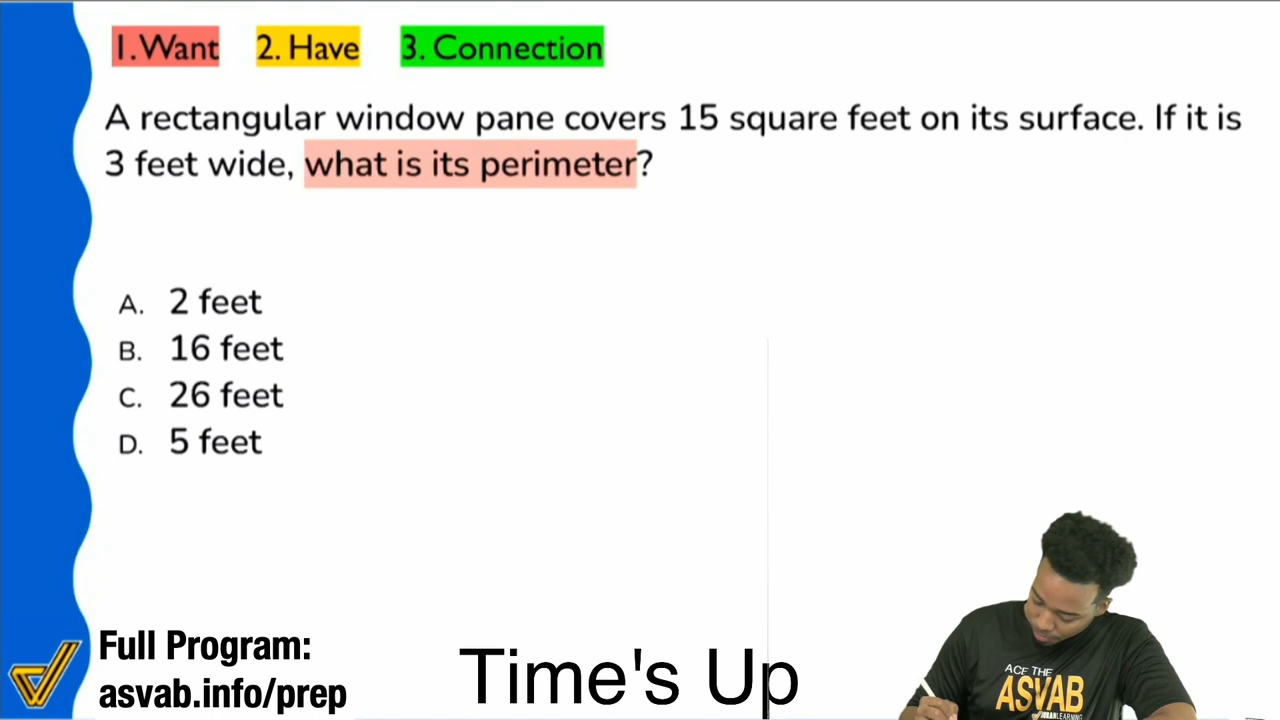 1. Want 2. Have 3. Connection
A rectangular window pane covers 15 square feet on its surface. If it is
3 feet wide, what is its perimeter?
A. 2 feet
B. 16 feet
C. 26 feet
D. 5 feet
Full Program:
asvab.info/prep
Time's Up
ACE THE
ASVAB